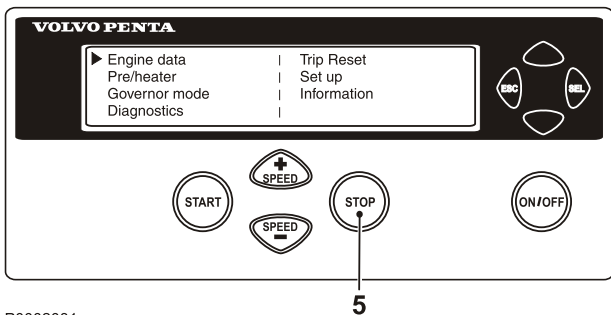 VOLVO PENTA
Engine data | Trip Reset
Pre/heater | Set up
Governor mode | Information
Diagnostics |
ESC SEL
+
SPEED
START STOP ON/OFF
SPEED
–
5